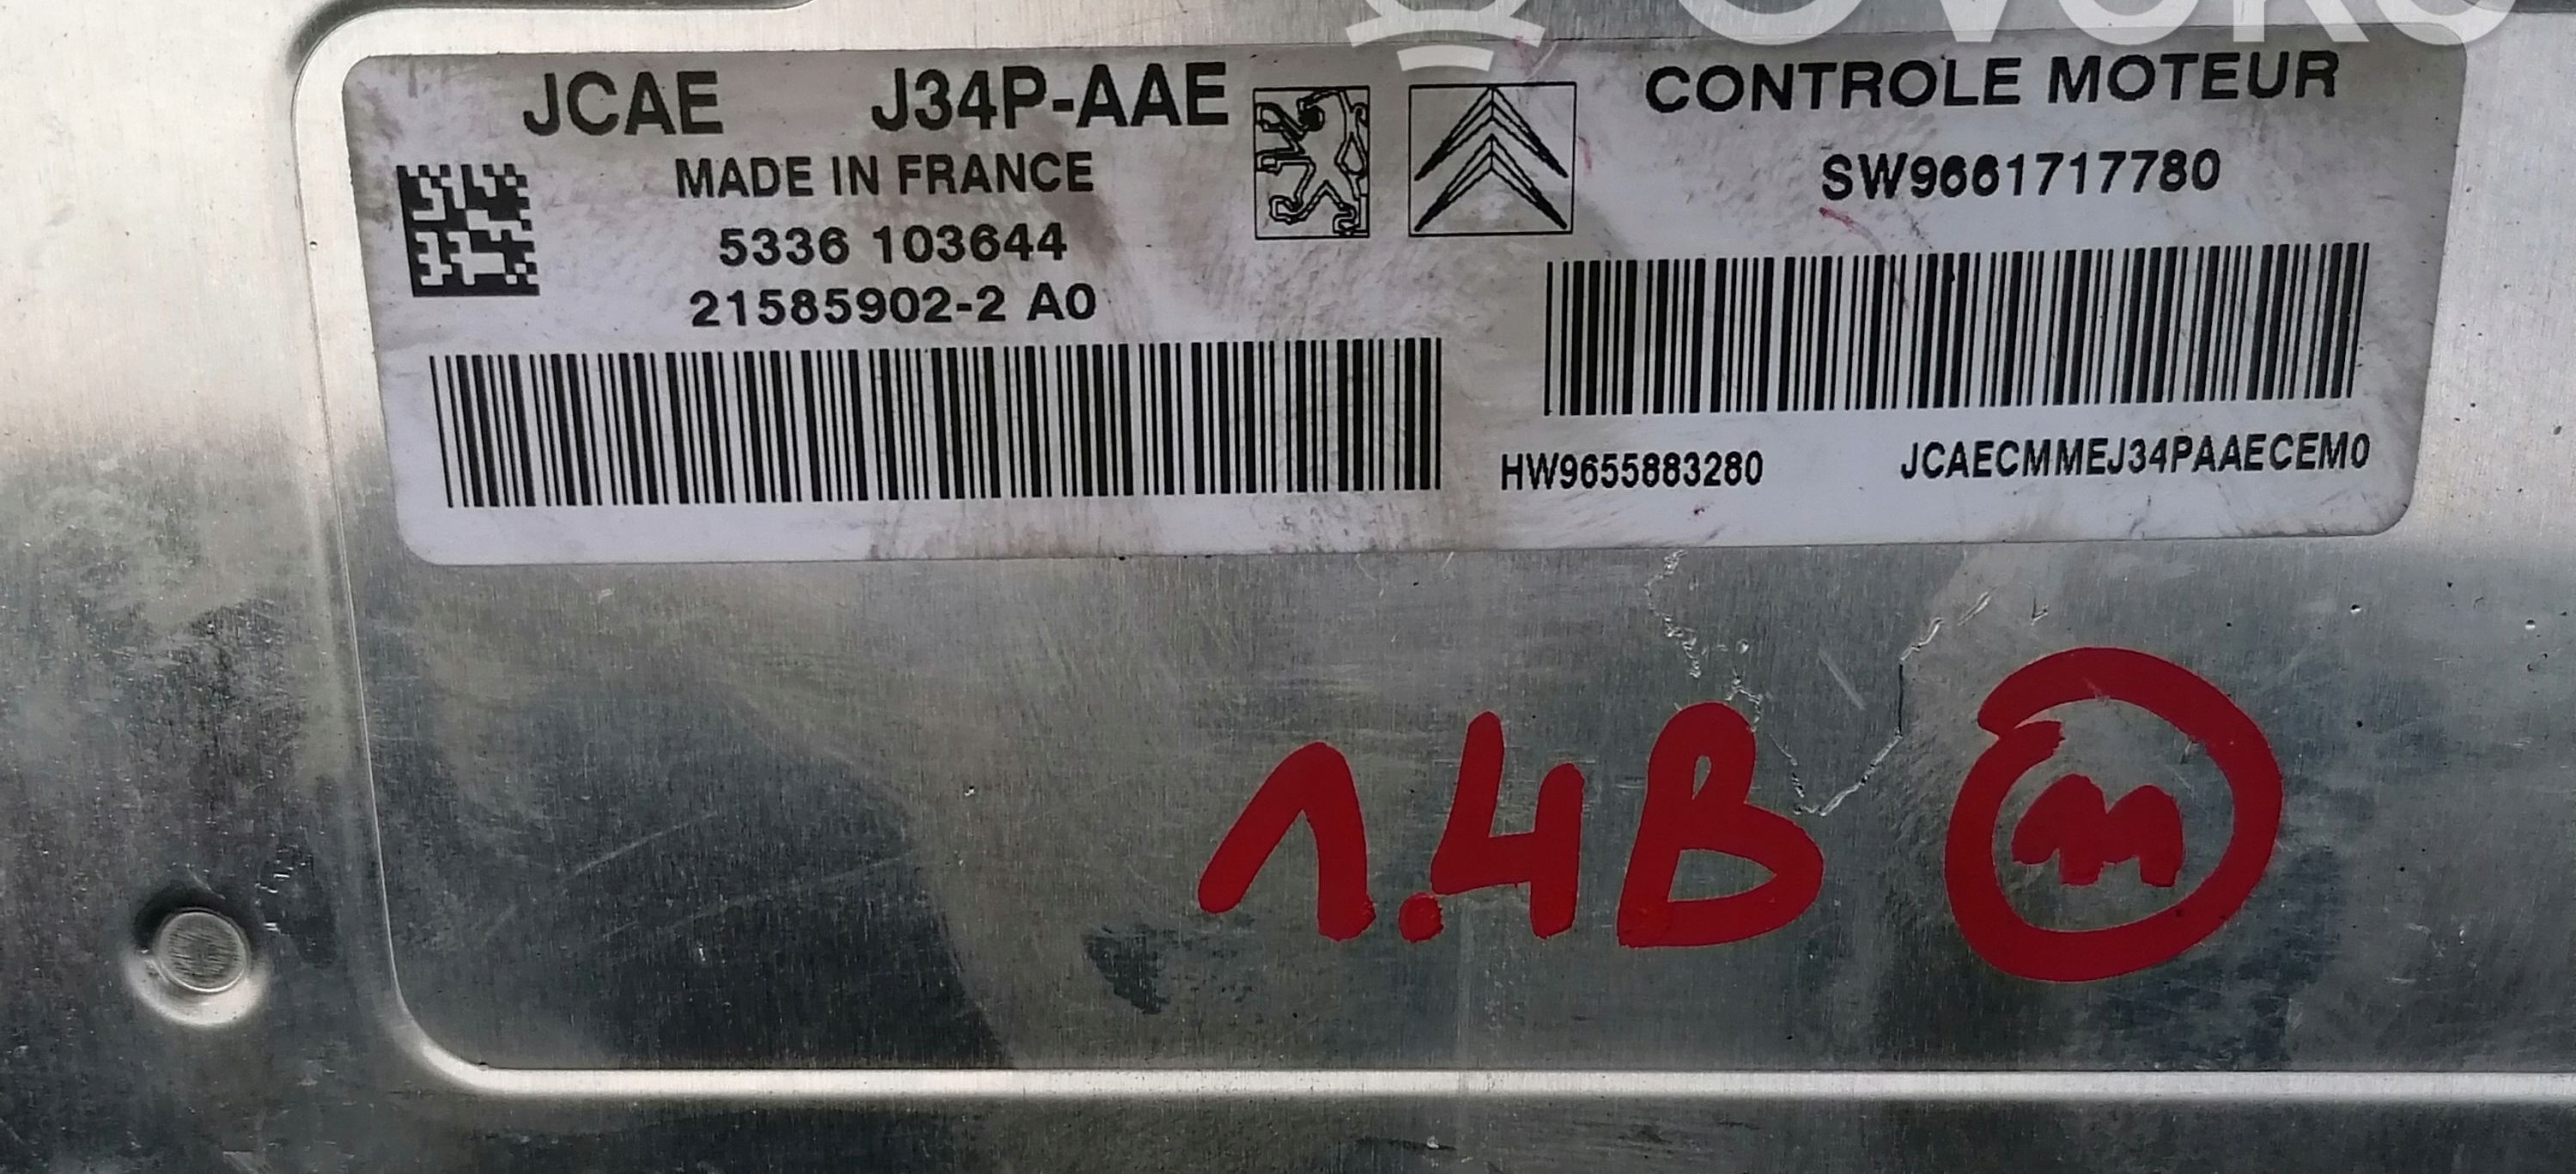 JCAE J34P-AAE
MADE IN FRANCE
5336 103644
21585902-2 A0
CONTROLE MOTEUR
SW9661717780
HW9655883280 JCAECMMEJ34PAAECEM0
1.4B M